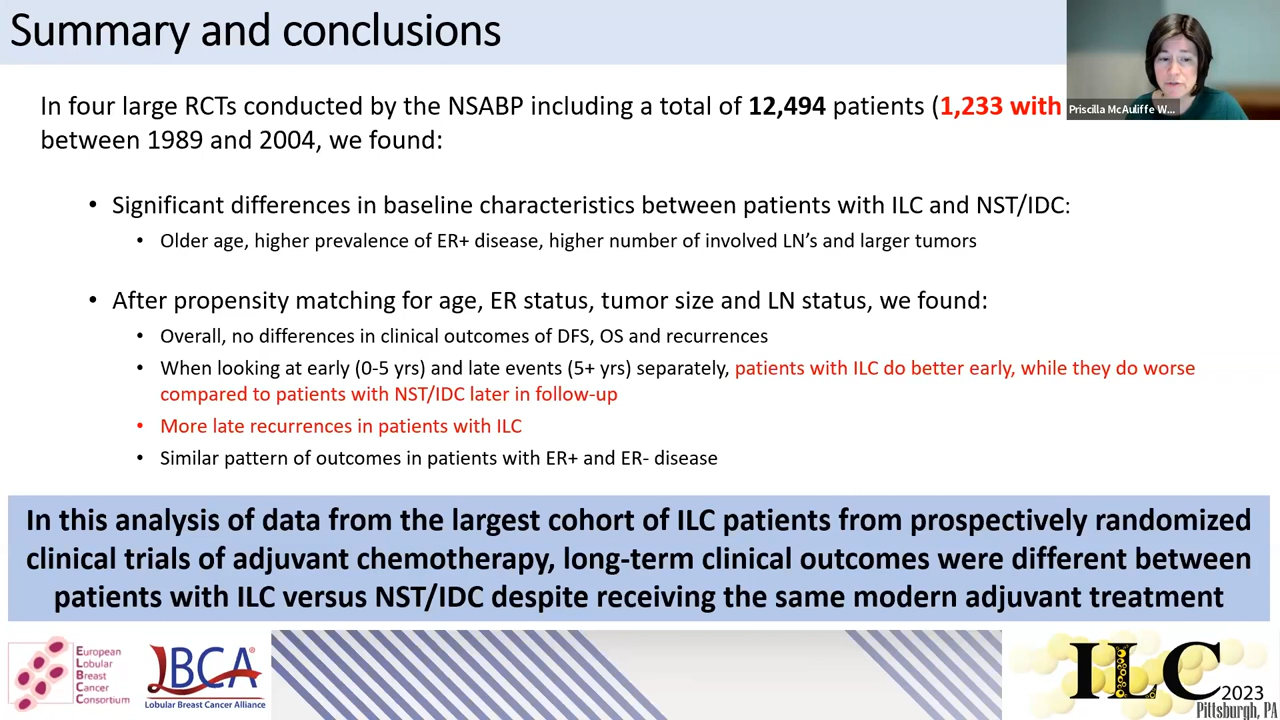 Summary and conclusions
Priscilla McAuliffe W...
In four large RCTs conducted by the NSABP including a total of 12,494 patients (1,233 with
between 1989 and 2004, we found:
• Significant differences in baseline characteristics between patients with ILC and NST/IDC:
• Older age, higher prevalence of ER+ disease, higher number of involved LN's and larger tumors
• After propensity matching for age, ER status, tumor size and LN status, we found:
• Overall, no differences in clinical outcomes of DFS, OS and recurrences
• When looking at early (0-5 yrs) and late events (5+ yrs) separately, patients with ILC do better early, while they do worse
compared to patients with NST/IDC later in follow-up
• More late recurrences in patients with ILC
• Similar pattern of outcomes in patients with ER+ and ER- disease
In this analysis of data from the largest cohort of ILC patients from prospectively randomized
clinical trials of adjuvant chemotherapy, long-term clinical outcomes were different between
patients with ILC versus NST/IDC despite receiving the same modern adjuvant treatment
European
Lobular
Breast
Cancer
Consortium
LBCA®
Lobular Breast Cancer Alliance
ILC
2023
Pittsburgh, PA